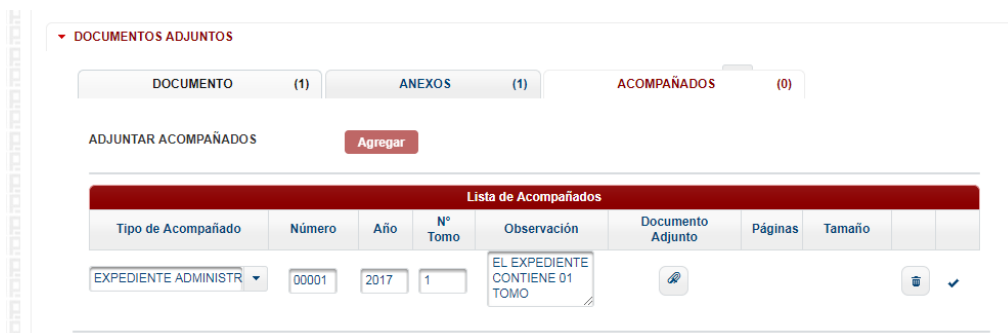 DOCUMENTOS ADJUNTOS
DOCUMENTO (1) ANEXOS (1) ACOMPAÑADOS (0)
ADJUNTAR ACOMPAÑADOS Agregar
Lista de Acompañados
Tipo de Acompañado Número Año N° Tomo Observación Documento Adjunto Páginas Tamaño
EXPEDIENTE ADMINISTR 00001 2017 1 EL EXPEDIENTE
CONTIENE 01
TOMO